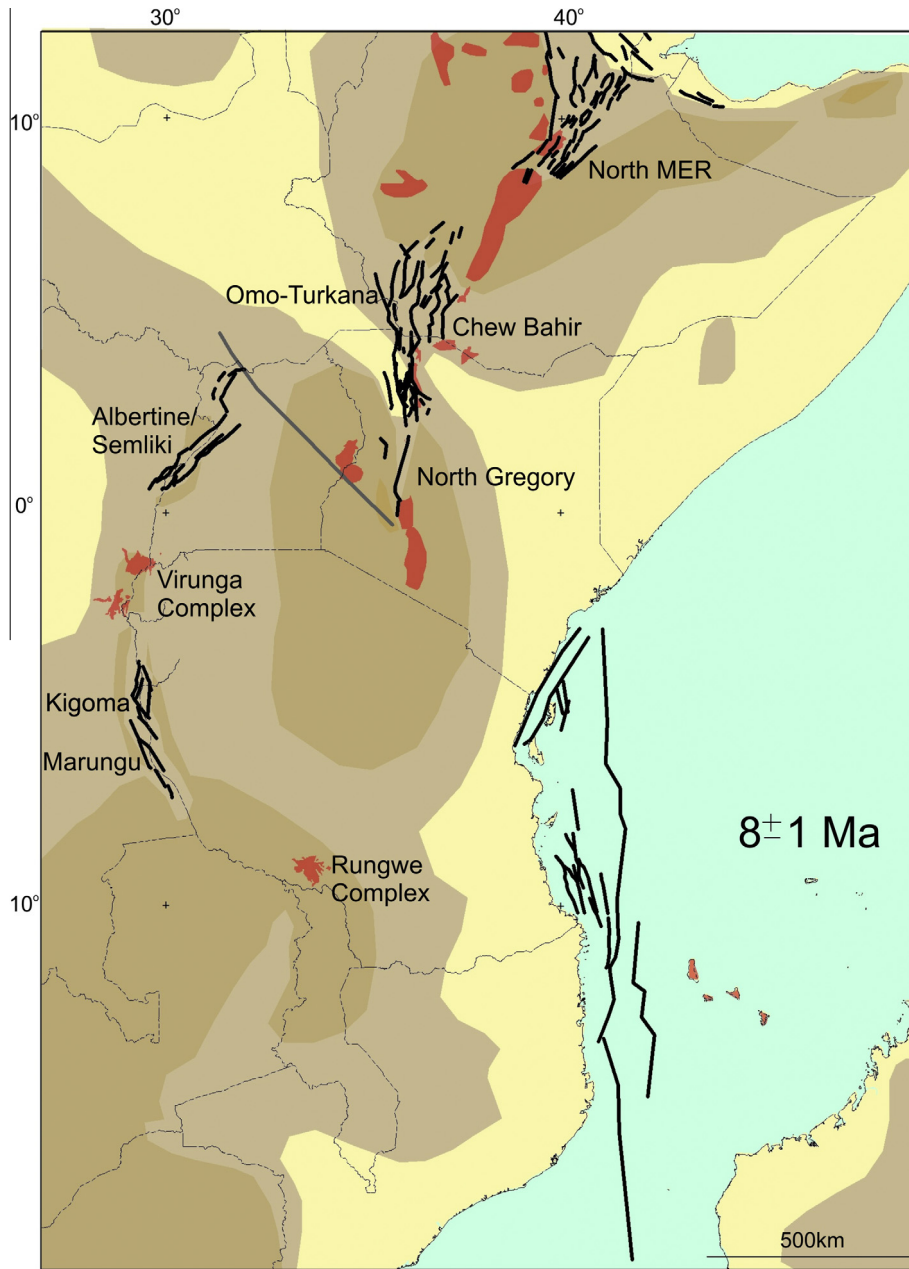 30°
40°
10°
North MER
Omo-Turkana
Chew Bahir
Albertine/
Semliki
North Gregory
0°
Virunga
Complex
Kigoma
Marungu
8±1 Ma
Rungwe
Complex
10°
500km